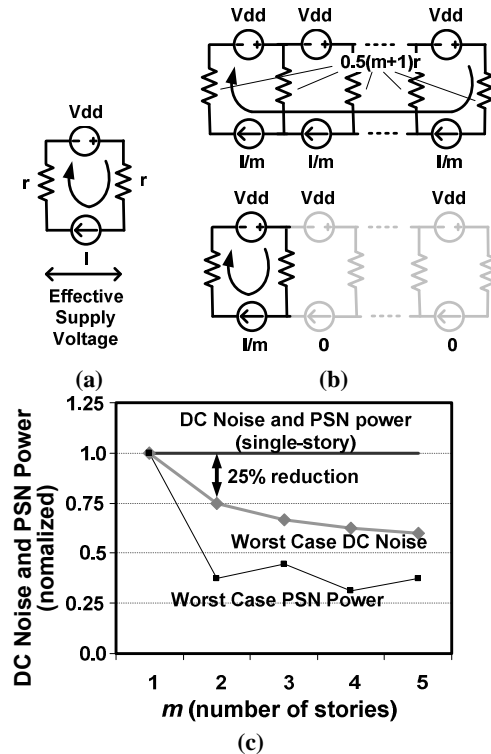 Vdd
r
r
I
Effective
Supply
Voltage
(a)
Vdd
Vdd
Vdd
0.5(m+1)r
I/m
I/m
I/m
Vdd
Vdd
Vdd
I/m
0
0
(b)
DC Noise and PSN Power
(nomalized)
1.25
1.0
0.75
0.5
0.25
0.0
DC Noise and PSN power
(single-story)
25% reduction
Worst Case DC Noise
Worst Case PSN Power
1 2 3 4 5
m (number of stories)
(c)